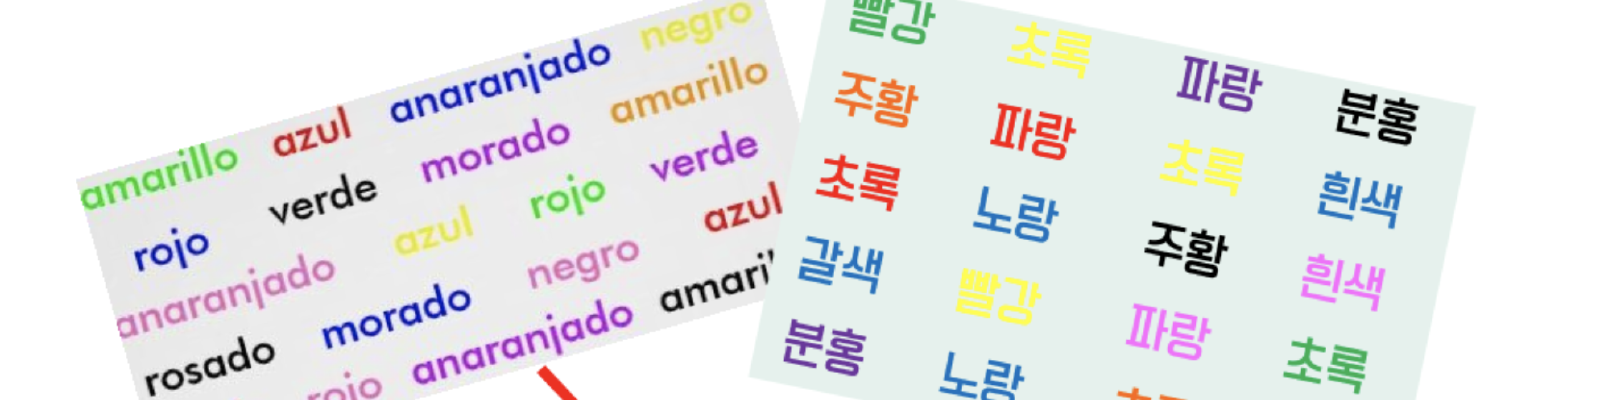 amarillo azul anaranjado negro
rojo verde morado amarillo
anaranjado azul rojo verde
rosado morado negro azul
rojo anaranjado amaril
빨강 초록 파랑 분홍
주황 파랑 초록 흰색
초록 노랑 주황 흰색
갈색 빨강 파랑 초록
분홍 노랑